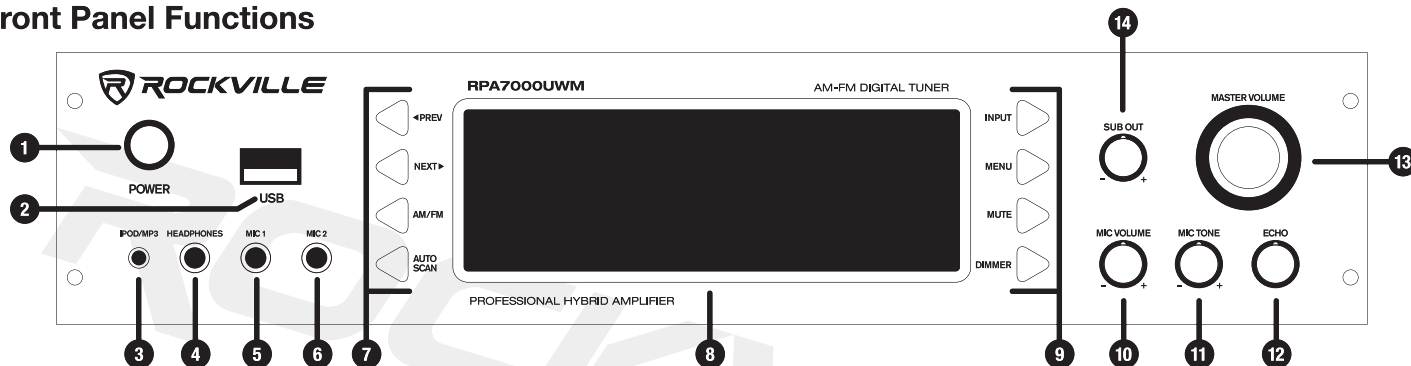 ront Panel Functions
14
ROCKVILLE
RPA7000UWM
AM-FM DIGITAL TUNER
MASTER VOLUME
◄PREV
INPUT
SUB OUT
1
NEXT►
MENU
- +
13
POWER
USB
2
AM/FM
MUTE
IPOD/MP3 HEADPHONES MIC 1 MIC 2
MIC VOLUME MIC TONE ECHO
AUTO
SCAN
DIMMER
- + - +
PROFESSIONAL HYBRID AMPLIFIER
3 4 5 6 7 8 9 10 11 12
ROCK